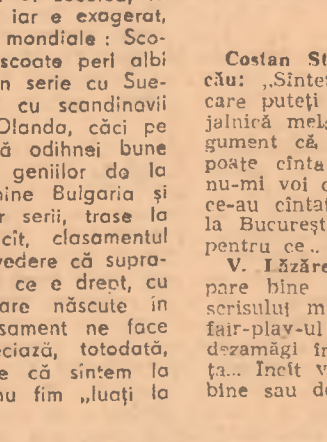 iar e exagerat,
mondiale : Sco-
scoate peri albi
n serie cu Sue-
cu scandinavii
Olanda, căci pe
ă odihnei bune
geniilor de la
ine Bulgaria și
r serii, trase la
cit, clasamentul
vedere că supra-
ce e drept, cu
are născute în
sament ne face
eciază, totodată,
e că sîntem la
nu fim „luați la
Costan St
cău: „Sînte
care puteți
jalnică mel
gument că
poate cînta
nu-mi voi
ce-au cîntat
la București
pentru ce..
V. Lăzăre
pare bine
scrisului m
fair-play-ul
dezamăgi în
ța... Încît v
bine sau de